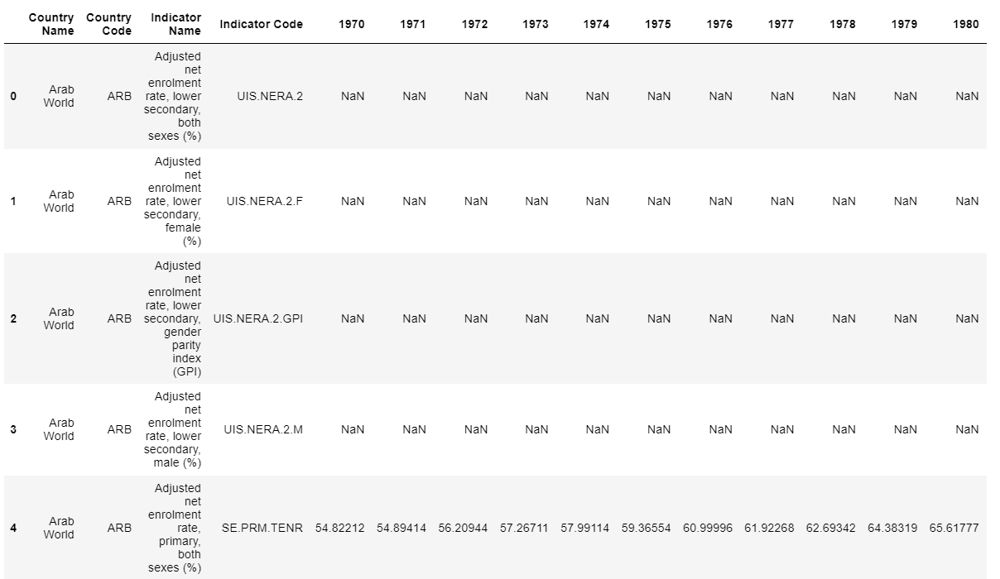 Country Name Country Code Indicator Name Indicator Code 1970 1971 1972 1973 1974 1975 1976 1977 1978 1979 1980
0 Arab World ARB Adjusted net enrolment rate, lower secondary, both sexes (%) UIS.NERA.2 NaN NaN NaN NaN NaN NaN NaN NaN NaN NaN NaN
1 Arab World ARB Adjusted net enrolment rate, lower secondary, female (%) UIS.NERA.2.F NaN NaN NaN NaN NaN NaN NaN NaN NaN NaN NaN
2 Arab World ARB Adjusted net enrolment rate, lower secondary, gender parity index (GPI) UIS.NERA.2.GPI NaN NaN NaN NaN NaN NaN NaN NaN NaN NaN NaN
3 Arab World ARB Adjusted net enrolment rate, lower secondary, male (%) UIS.NERA.2.M NaN NaN NaN NaN NaN NaN NaN NaN NaN NaN NaN
4 Arab World ARB Adjusted net enrolment rate, primary, both sexes (%) SE.PRM.TENR 54.82212 54.89414 56.20944 57.26711 57.99114 59.36554 60.99996 61.92268 62.69342 64.38319 65.61777